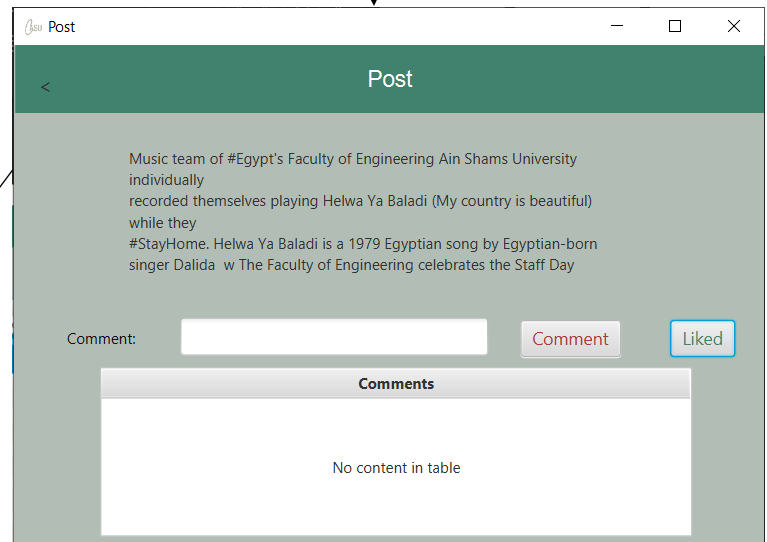 ASU Post
<
Post
Music team of #Egypt's Faculty of Engineering Ain Shams University
individually
recorded themselves playing Helwa Ya Baladi (My country is beautiful)
while they
#StayHome. Helwa Ya Baladi is a 1979 Egyptian song by Egyptian-born
singer Dalida  w The Faculty of Engineering celebrates the Staff Day
Comment: Comment Liked
Comments
No content in table